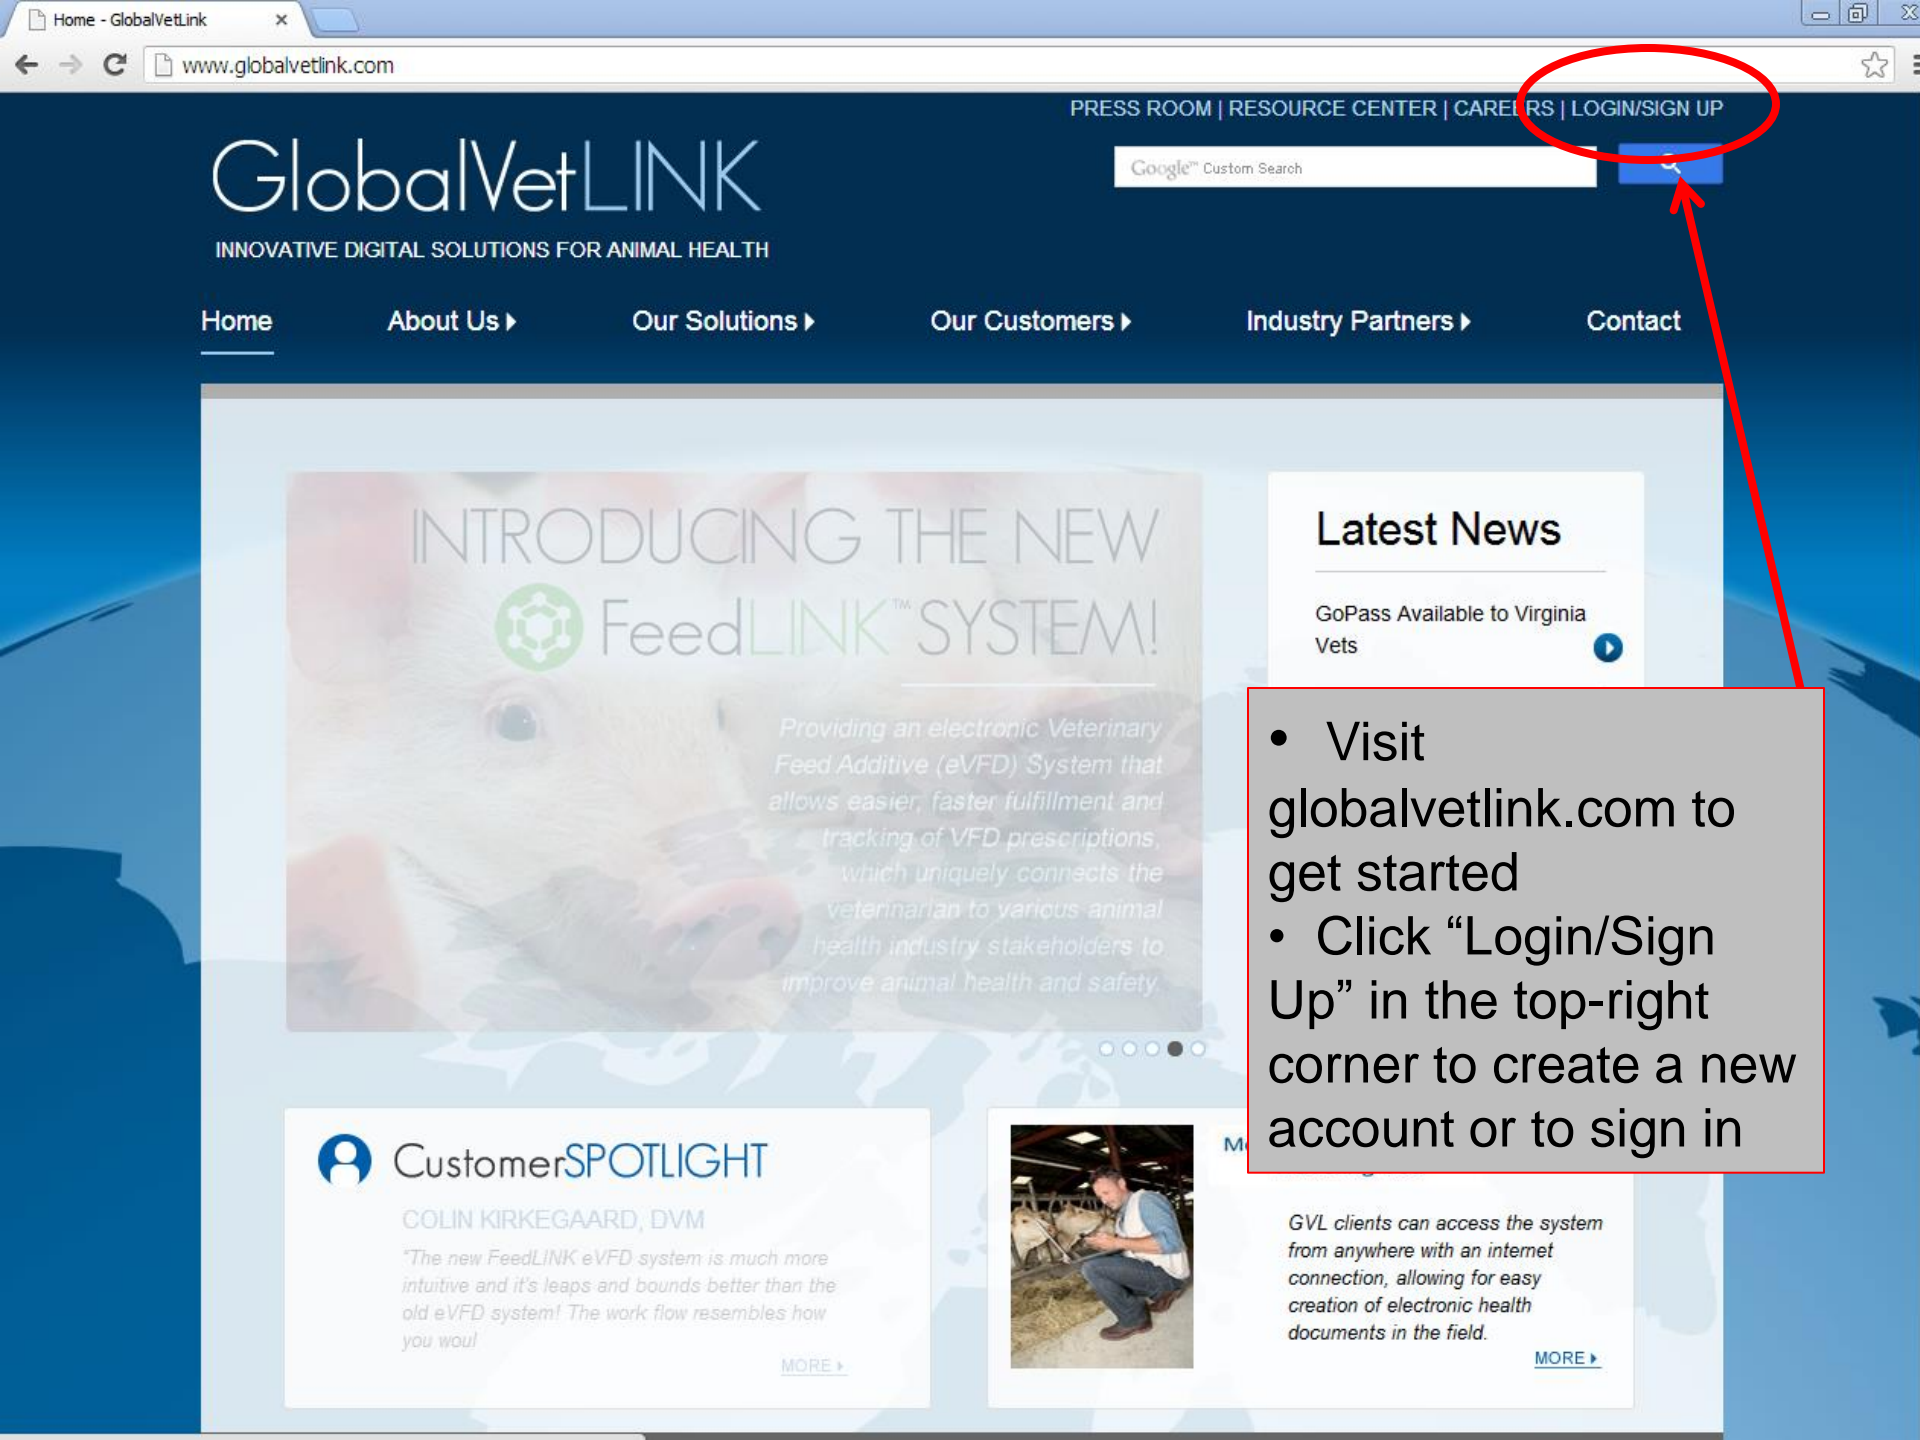 Home - GlobalVetLink
www.globalvetlink.com
PRESS ROOM | RESOURCE CENTER | CAREERS | LOGIN/SIGN UP
GlobalVetLINK
Google™ Custom Search
INNOVATIVE DIGITAL SOLUTIONS FOR ANIMAL HEALTH
Home About Us Our Solutions Our Customers Industry Partners Contact
INTRODUCING THE NEW
FeedLINK™ SYSTEM!
Providing an electronic Veterinary
Feed Additive (eVFD) System that
allows easier, faster fulfillment and
tracking of VFD prescriptions,
which uniquely connects the
veterinarian to various animal
health industry stakeholders to
improve animal health and safety.
Latest News
GoPass Available to Virginia
Vets
• Visit
globalvetlink.com to
get started
• Click “Login/Sign
Up” in the top-right
corner to create a new
account or to sign in
CustomerSPOTLIGHT
COLIN KIRKEGAARD, DVM
"The new FeedLINK eVFD system is much more
intuitive and it's leaps and bounds better than the
old eVFD system! The work flow resembles how
you woul
MORE
GVL clients can access the system
from anywhere with an internet
connection, allowing for easy
creation of electronic health
documents in the field.
MORE